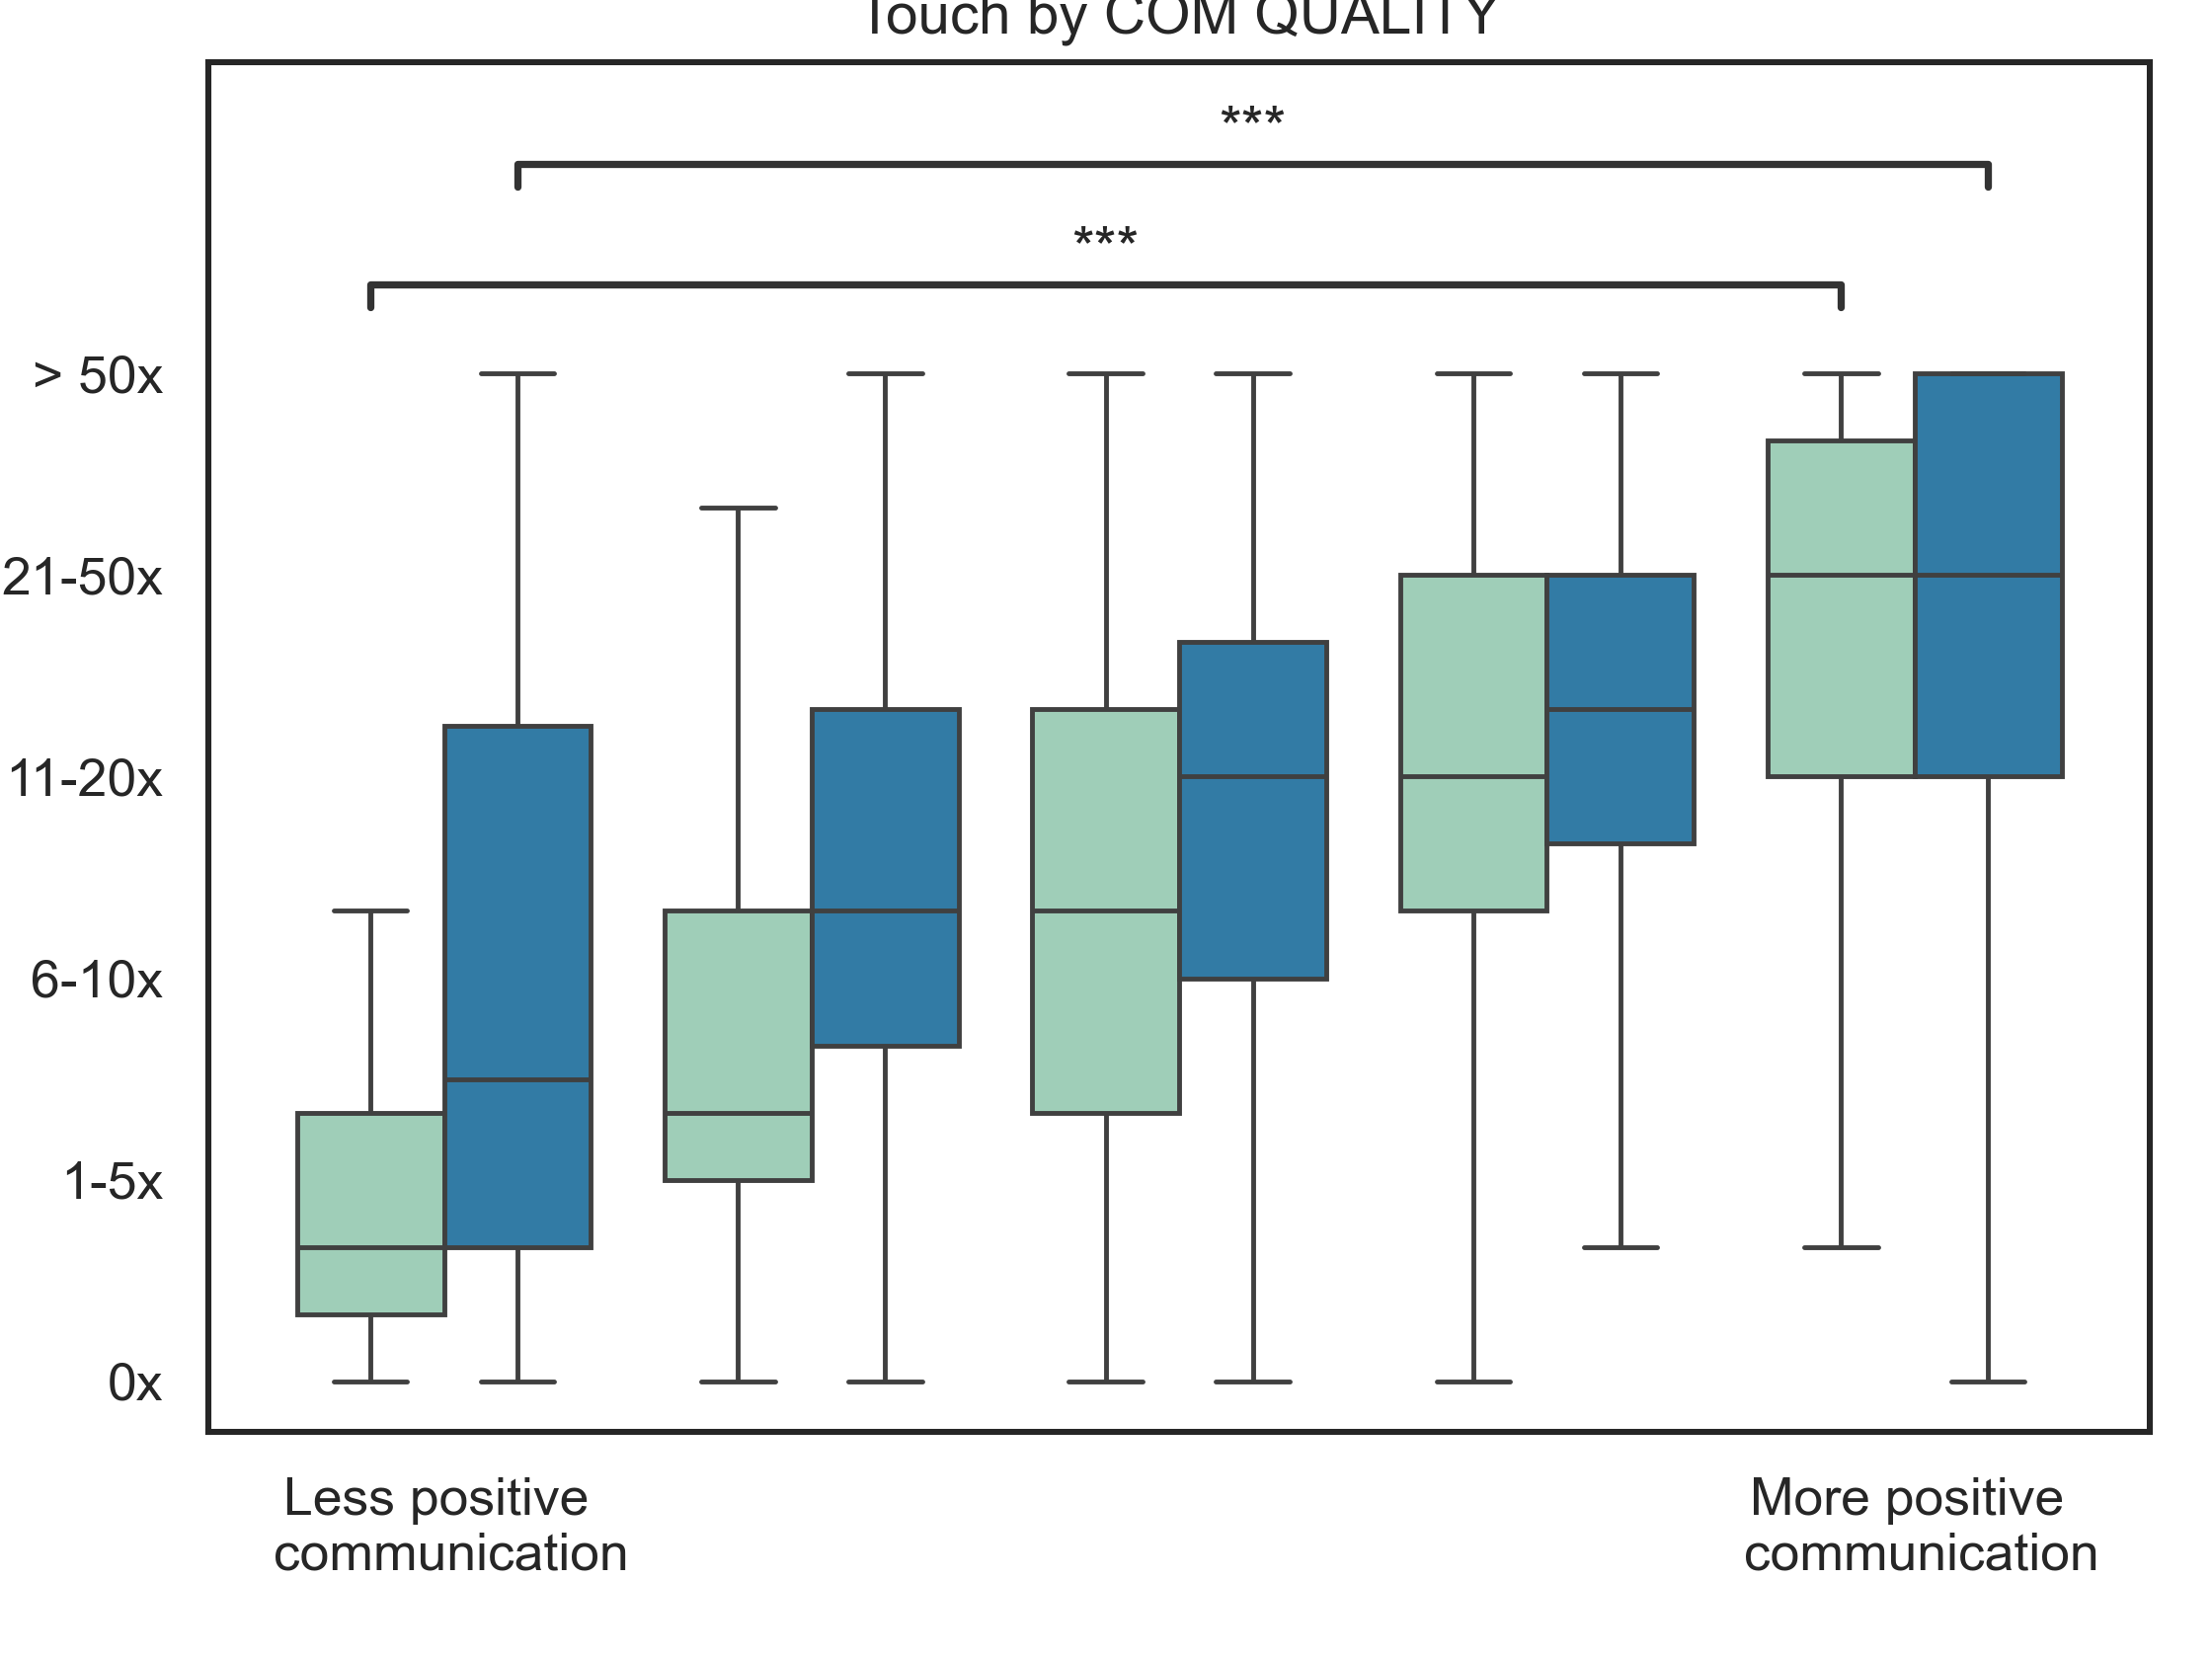 Touch by COM QUALITY
***
***
> 50x
21-50x
11-20x
6-10x
1-5x
0x
Less positive
communication
More positive
communication